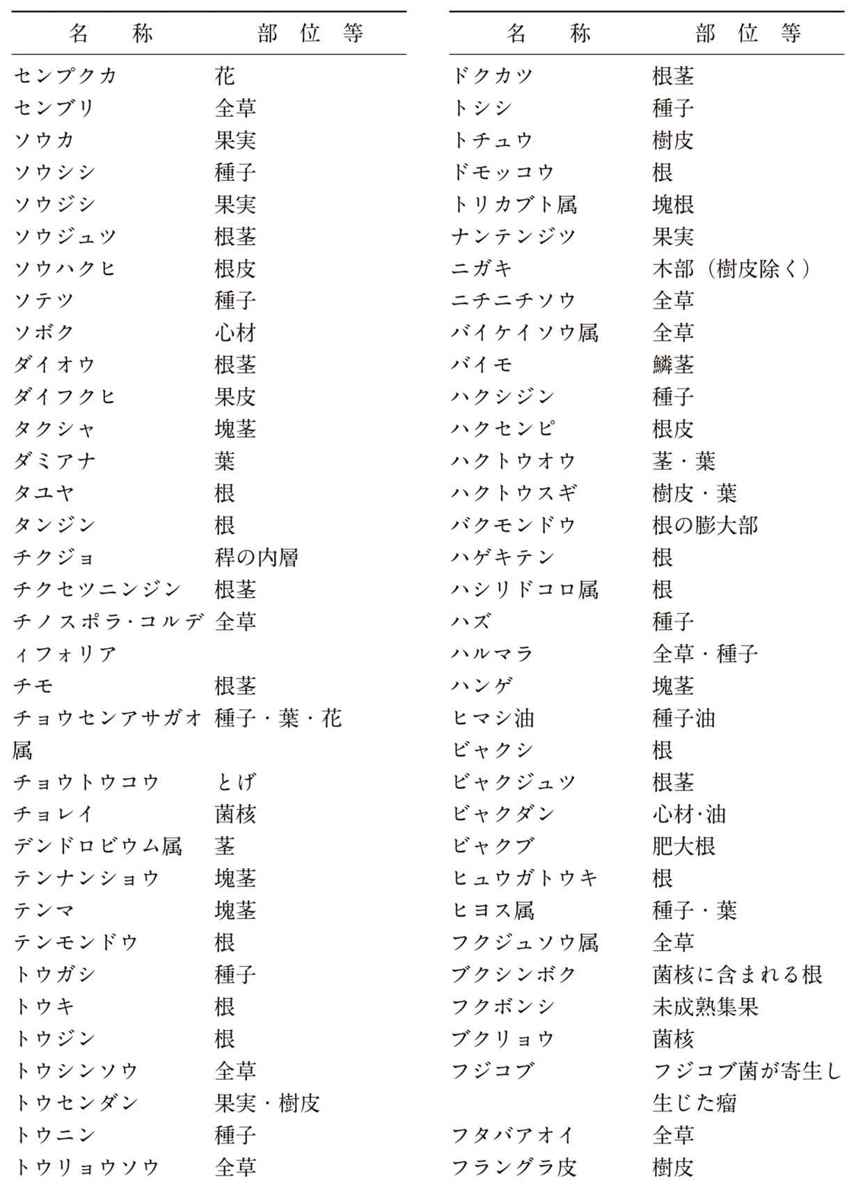 名　称　部位等
センプクカ　花
センブリ　全草
ソウカ　果実
ソウシシ　種子
ソウジシ　果実
ソウジュツ　根茎
ソウハクヒ　根皮
ソテツ　種子
ソボク　心材
ダイオウ　根茎
ダイフクヒ　果皮
タクシャ　塊茎
ダミアナ　葉
タユヤ　根
タンジン　根
チクジョ　稈の内層
チクセツニンジン　根茎
チノスポラ・コルデ　全草
ィフォリア
チモ　根茎
チョウセンアサガオ　種子・葉・花
属
チョウトウコウ　とげ
チョレイ　菌核
デンドロビウム属　茎
テンナンショウ　塊茎
テンマ　塊茎
テンモンドウ　根
トウガシ　種子
トウキ　根
トウジン　根
トウシンソウ　全草
トウセンダン　果実・樹皮
トウニン　種子
トウリョウソウ　全草
名　称　部位等
ドクカツ　根茎
トシシ　種子
トチュウ　樹皮
ドモッコウ　根
トリカブト属　塊根
ナンテンジツ　果実
ニガキ　木部（樹皮除く）
ニチニチソウ　全草
バイケイソウ属　全草
バイモ　鱗茎
ハクシジン　種子
ハクセンピ　根皮
ハクトウオウ　茎・葉
ハクトウスギ　樹皮・葉
バクモンドウ　根の膨大部
ハゲキテン　根
ハシリドコロ属　根
ハズ　種子
ハルマラ　全草・種子
ハンゲ　塊茎
ヒマシ油　種子油
ビャクシ　根
ビャクジュツ　根茎
ビャクダン　心材・油
ビャクブ　肥大根
ヒュウガトウキ　根
ヒヨス属　種子・葉
フクジュソウ属　全草
ブクシンボク　菌核に含まれる根
フクボンシ　未成熟集果
ブクリョウ　菌核
フジコブ　フジコブ菌が寄生し
生じた瘤
フタバアオイ　全草
フラングラ皮　樹皮